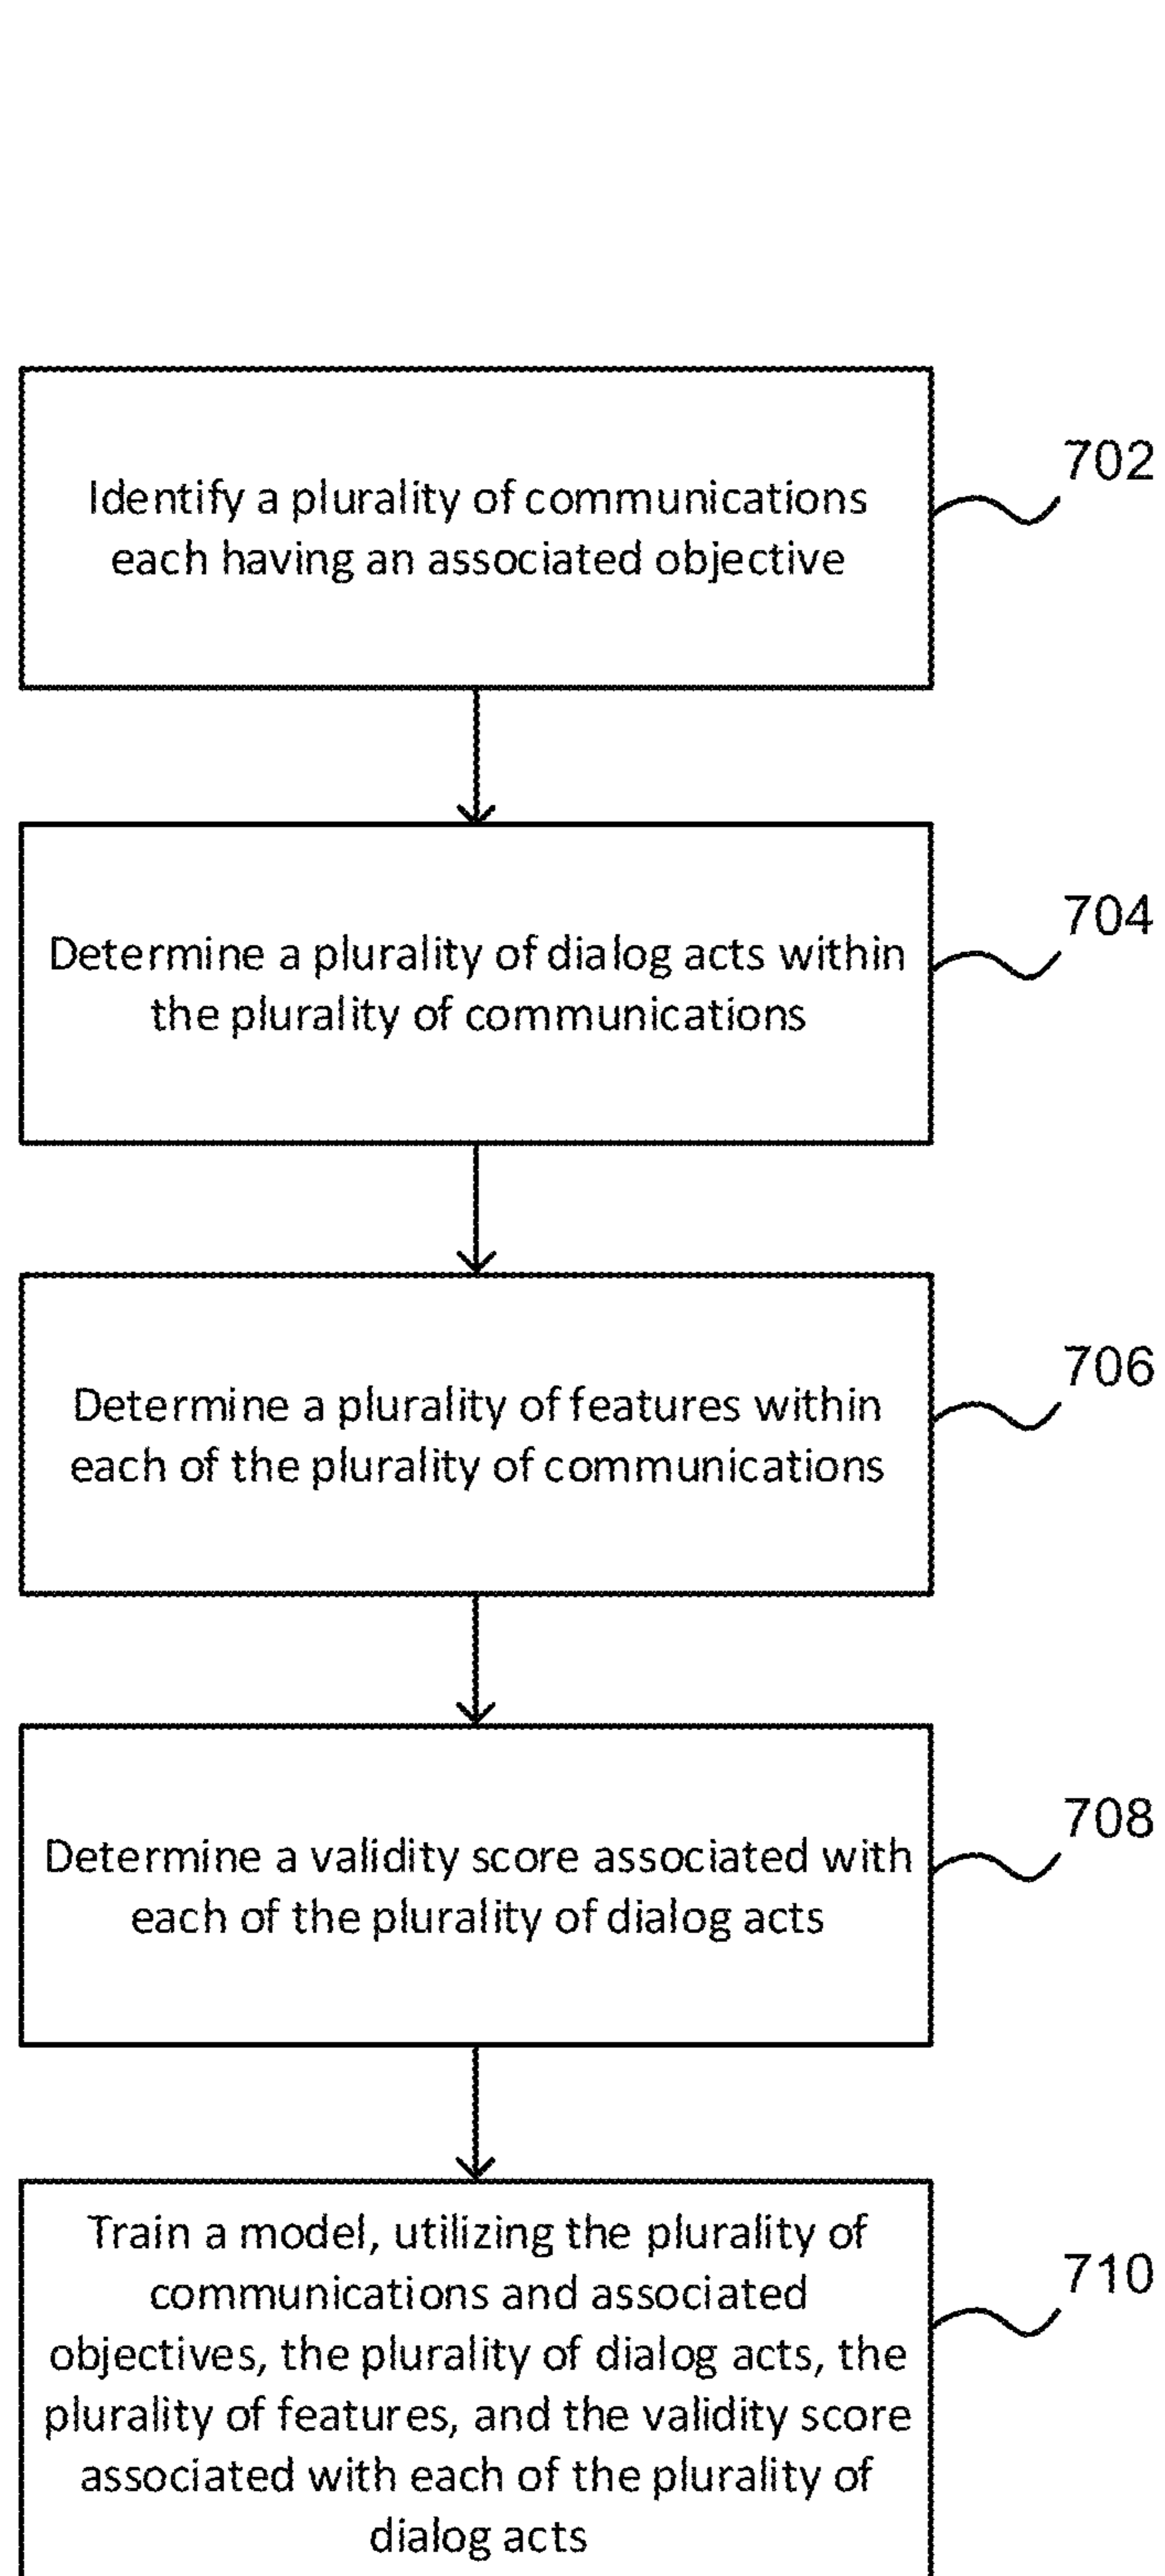 Identify a plurality of communications
each having an associated objective
702
Determine a plurality of dialog acts within
the plurality of communications
704
Determine a plurality of features within
each of the plurality of communications
706
Determine a validity score associated with
each of the plurality of dialog acts
708
Train a model, utilizing the plurality of
communications and associated
objectives, the plurality of dialog acts, the
plurality of features, and the validity score
associated with each of the plurality of
dialog acts
710